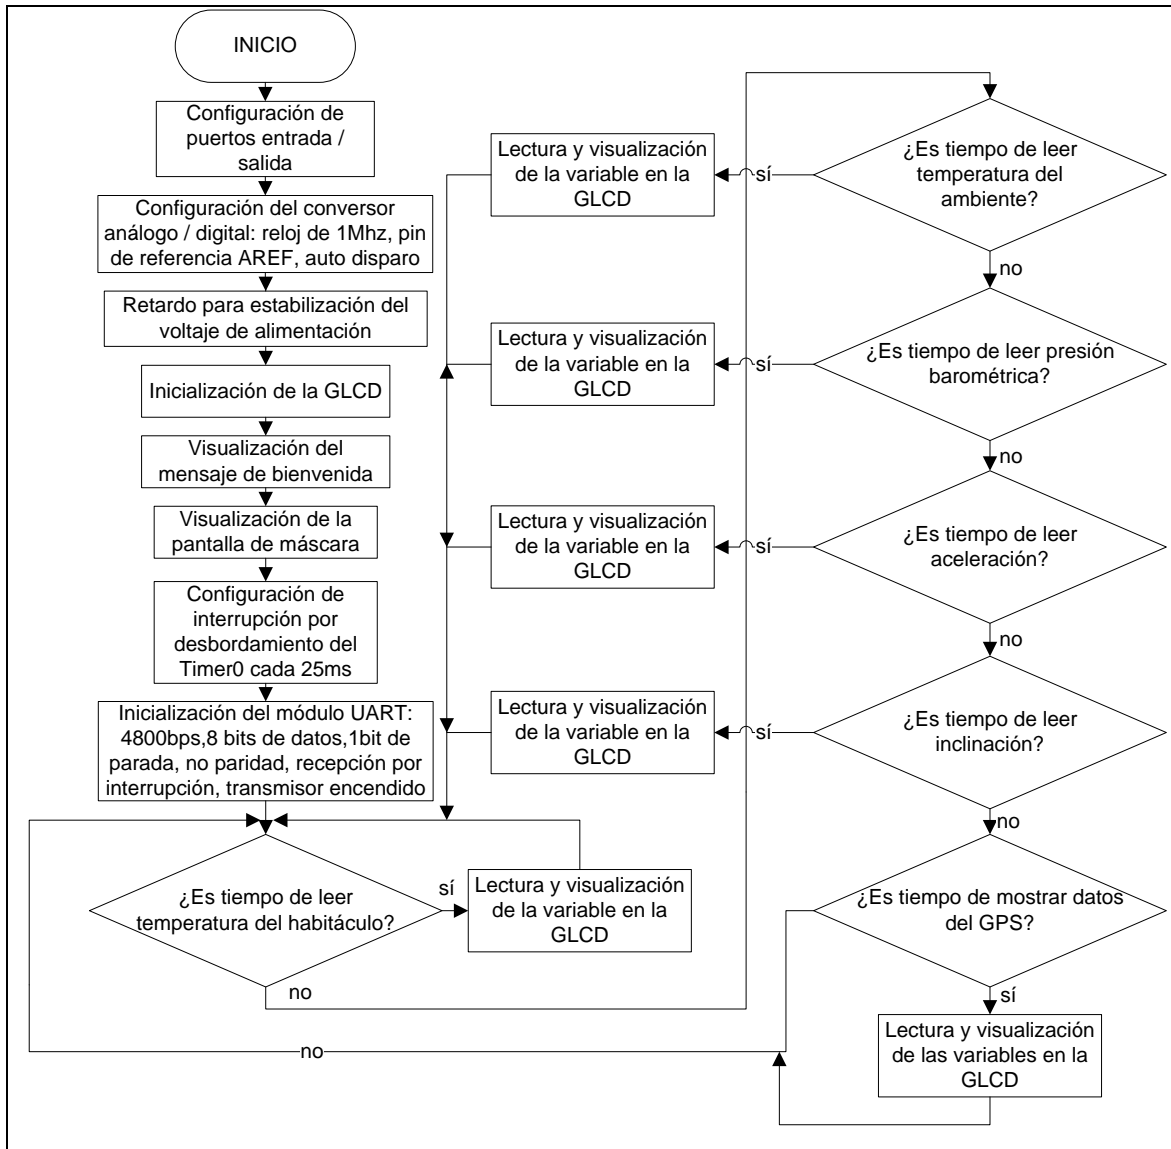 INICIO
Configuración de
puertos entrada /
salida
Configuración del conversor
análogo / digital: reloj de 1Mhz, pin
de referencia AREF, auto disparo
Retardo para estabilización del
voltaje de alimentación
Inicialización de la GLCD
Visualización del
mensaje de bienvenida
Visualización de la
pantalla de máscara
Configuración de
interrupción por
desbordamiento del
Timer0 cada 25ms
Inicialización del módulo UART:
4800bps,8 bits de datos,1bit de
parada, no paridad, recepción por
interrupción, transmisor encendido
¿Es tiempo de leer
temperatura del habitáculo?
sí
Lectura y visualización
de la variable en la
GLCD
no
¿Es tiempo de leer
temperatura del
ambiente?
sí
Lectura y visualización
de la variable en la
GLCD
no
¿Es tiempo de leer presión
barométrica?
sí
Lectura y visualización
de la variable en la
GLCD
no
¿Es tiempo de leer
aceleración?
sí
Lectura y visualización
de la variable en la
GLCD
no
¿Es tiempo de leer
inclinación?
sí
Lectura y visualización
de la variable en la
GLCD
no
¿Es tiempo de mostrar datos
del GPS?
sí
Lectura y visualización
de las variables en la
GLCD
no